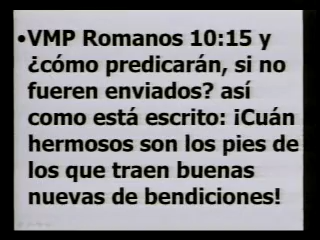 •VMP Romanos 10:15 y
¿cómo predicarán, si no
fueren enviados? así
como está escrito: ¡Cuán
hermosos son los pies de
los que traen buenas
nuevas de bendiciones!